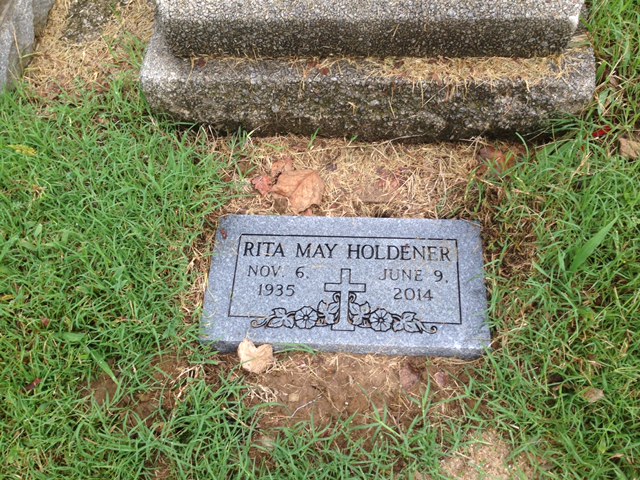 RITA MAY HOLDENER
NOV. 6, JUNE 9,
1935 2014